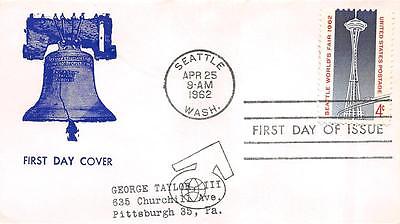 FIRST DAY COVER
SEATTLE
APR 25
9-AM
1962
WASH.
SEATTLE WORLD'S FAIR 1962
UNITED STATES POSTAGE
4¢
FIRST DAY OF ISSUE
GEORGE TAYLOR III
635 Churchill Ave.
Pittsburgh 35, Pa.